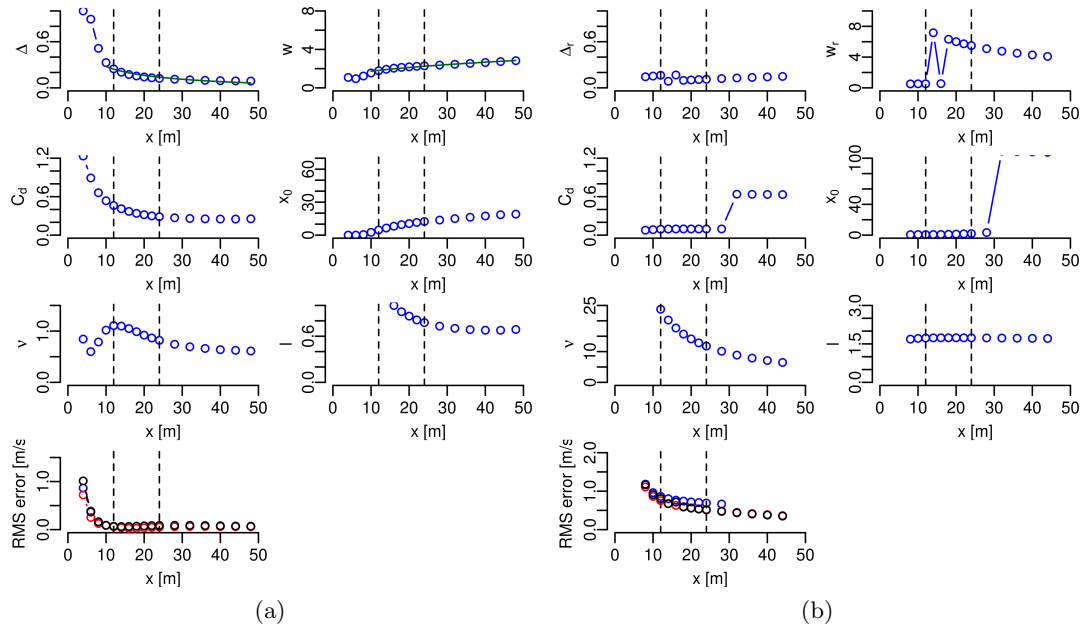 Δ
0.0 0.6
0 10 20 30 40 50
x [m]
w
0 4 8
0 10 20 30 40 50
x [m]
Δr
0.0 0.6
0 10 20 30 40 50
x [m]
wr
0 4 8
0 10 20 30 40 50
x [m]
Cd
0.0 0.6 1.2
0 10 20 30 40 50
x [m]
x0
0 30 60
0 10 20 30 40 50
x [m]
Cd
0.0 0.6 1.2
0 10 20 30 40 50
x [m]
x0
0 40 100
0 10 20 30 40 50
x [m]
ν
0.0 1.0
0 10 20 30 40 50
x [m]
l
0.0 0.6
0 10 20 30 40 50
x [m]
ν
0 10 25
0 10 20 30 40 50
x [m]
l
0.0 1.5 3.0
0 10 20 30 40 50
x [m]
RMS error [m/s
0.0 1.0
0 10 20 30 40 50
x [m]
RMS error [m/s
0.0 1.0 2.0
0 10 20 30 40 50
x [m]
(a) (b)